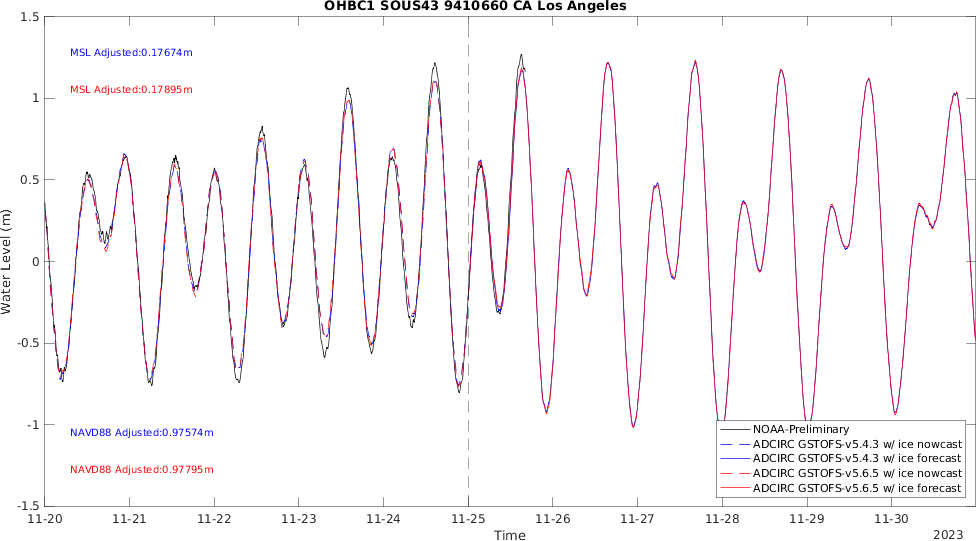 OHBC1 SOUS43 9410660 CA Los Angeles
1.5
1
0.5
0
-0.5
-1
-1.5
Water Level (m)
MSL Adjusted:0.17674m
MSL Adjusted:0.17895m
NAVD88 Adjusted:0.97574m
NAVD88 Adjusted:0.97795m
NOAA-Preliminary
ADCIRC GSTOFS-v5.4.3 w/ ice nowcast
ADCIRC GSTOFS-v5.4.3 w/ ice forecast
ADCIRC GSTOFS-v5.6.5 w/ ice nowcast
ADCIRC GSTOFS-v5.6.5 w/ ice forecast
11-20 11-21 11-22 11-23 11-24 11-25 11-26 11-27 11-28 11-29 11-30
Time
2023